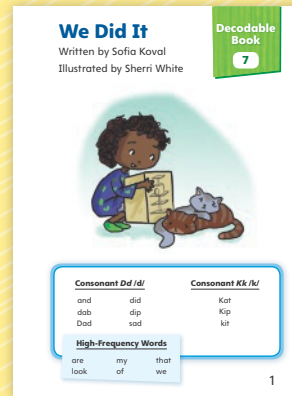 We Did It
Written by Sofia Koval
Illustrated by Sherri White
Decodable
Book
7
Consonant Dd /d/
and did
dab dip
Dad sad
Consonant Kk /k/
Kat
Kip
kit
High-Frequency Words
are my that
look of we
1